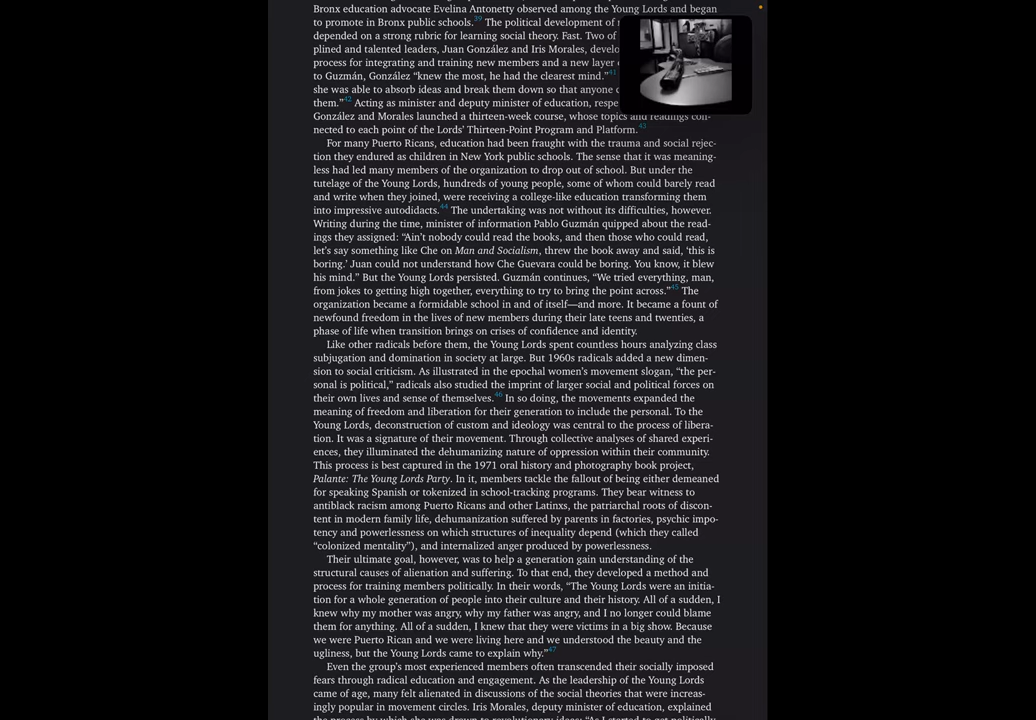 Bronx education advocate Evelina Antonetty observed among the Young Lords and began
to promote in Bronx public schools.39 The political development of
depended on a strong rubric for learning social theory. Fast. Two of
plined and talented leaders, Juan González and Iris Morales, develo
process for integrating and training new members and a new layer
to Guzmán, González “knew the most, he had the clearest mind.”41
she was able to absorb ideas and break them down so that anyone
them.”42 Acting as minister and deputy minister of education, respe
González and Morales launched a thirteen-week course, whose topics and readings con-
nected to each point of the Lords’ Thirteen-Point Program and Platform.43
For many Puerto Ricans, education had been fraught with the trauma and social rejec-
tion they endured as children in New York public schools. The sense that it was meaning-
less had led many members of the organization to drop out of school. But under the
tutelage of the Young Lords, hundreds of young people, some of whom could barely read
and write when they joined, were receiving a college-like education transforming them
into impressive autodidacts.44 The undertaking was not without its difficulties, however.
Writing during the time, minister of information Pablo Guzmán quipped about the read-
ings they assigned: “Ain’t nobody could read the books, and then those who could read,
let’s say something like Che on Man and Socialism, threw the book away and said, ‘this is
boring.’ Juan could not understand how Che Guevara could be boring. You know, it blew
his mind.” But the Young Lords persisted. Guzmán continues, “We tried everything, man,
from jokes to getting high together, everything to try to bring the point across.”45 The
organization became a formidable school in and of itself—and more. It became a fount of
newfound freedom in the lives of new members during their late teens and twenties, a
phase of life when transition brings on crises of confidence and identity.
Like other radicals before them, the Young Lords spent countless hours analyzing class
subjugation and domination in society at large. But 1960s radicals added a new dimen-
sion to social criticism. As illustrated in the epochal women’s movement slogan, “the per-
sonal is political,” radicals also studied the imprint of larger social and political forces on
their own lives and sense of themselves.46 In so doing, the movements expanded the
meaning of freedom and liberation for their generation to include the personal. To the
Young Lords, deconstruction of custom and ideology was central to the process of libera-
tion. It was a signature of their movement. Through collective analyses of shared experi-
ences, they illuminated the dehumanizing nature of oppression within their community.
This process is best captured in the 1971 oral history and photography book project,
Palante: The Young Lords Party. In it, members tackle the fallout of being either demeaned
for speaking Spanish or tokenized in school-tracking programs. They bear witness to
antiblack racism among Puerto Ricans and other Latinxs, the patriarchal roots of discon-
tent in modern family life, dehumanization suffered by parents in factories, psychic impo-
tency and powerlessness on which structures of inequality depend (which they called
“colonized mentality”), and internalized anger produced by powerlessness.
Their ultimate goal, however, was to help a generation gain understanding of the
structural causes of alienation and suffering. To that end, they developed a method and
process for training members politically. In their words, “The Young Lords were an initia-
tion for a whole generation of people into their culture and their history. All of a sudden, I
knew why my mother was angry, why my father was angry, and I no longer could blame
them for anything. All of a sudden, I knew that they were victims in a big show. Because
we were Puerto Rican and we were living here and we understood the beauty and the
ugliness, but the Young Lords came to explain why.”47
Even the group’s most experienced members often transcended their socially imposed
fears through radical education and engagement. As the leadership of the Young Lords
came of age, many felt alienated in discussions of the social theories that were increas-
ingly popular in movement circles. Iris Morales, deputy minister of education, explained